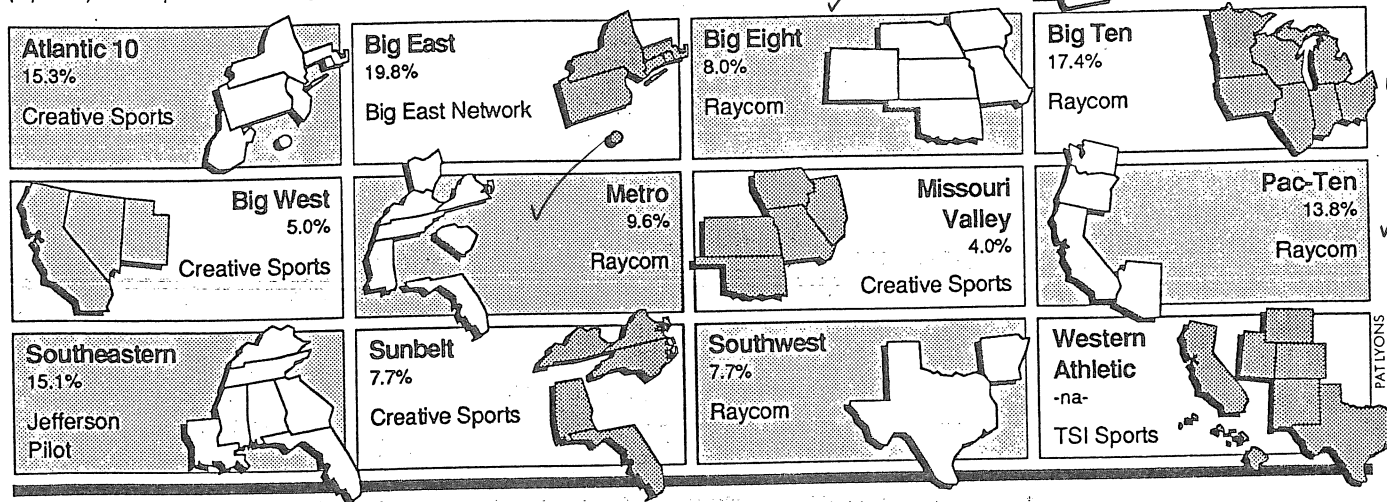 Atlantic 10
15.3%
Creative Sports
Big East
19.8%
Big East Network
Big Eight
8.0%
Raycom
Big Ten
17.4%
Raycom
Big West
5.0%
Creative Sports
Metro
9.6%
Raycom
Missouri
Valley
4.0%
Creative Sports
Pac-Ten
13.8%
Raycom
Southeastern
15.1%
Jefferson
Pilot
Sunbelt
7.7%
Creative Sports
Southwest
7.7%
Raycom
Western
Athletic
-na-
TSI Sports
PAT LYONS